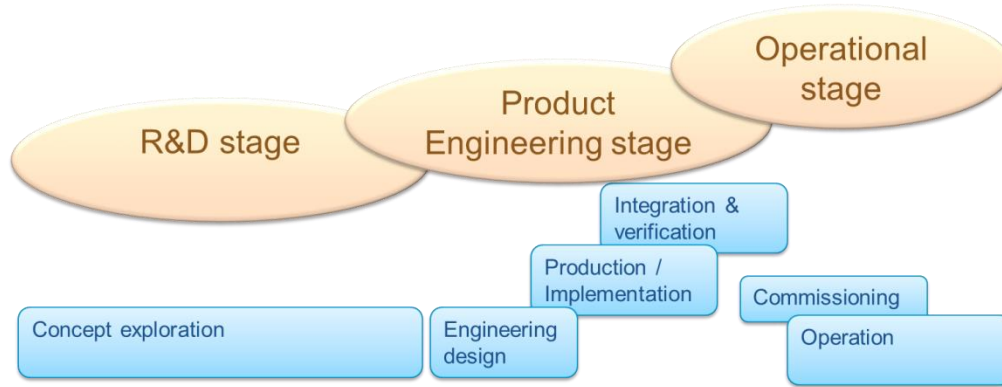 R&D stage
Product
Engineering stage
Operational
stage
Integration &
verification
Production /
Implementation
Commissioning
Concept exploration
Engineering
design
Operation